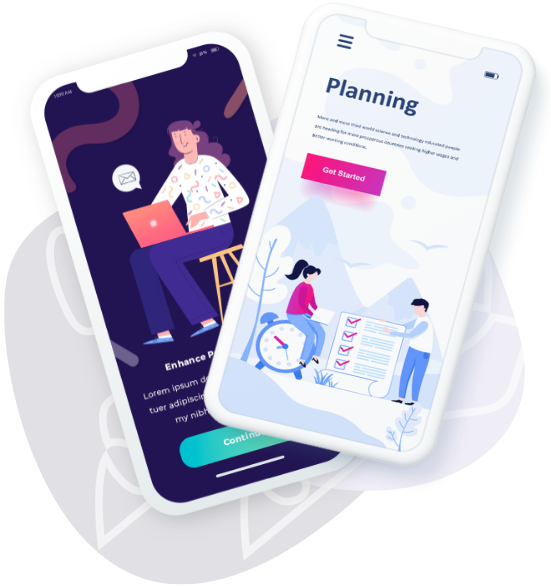 Planning
More and more third world science and technology educated people
are heading for more prosperous countries seeking higher wages and
better working conditions.
Get Started
Enhance P
Lorem ipsum d
tuer adipiscin
my nibh
Contin